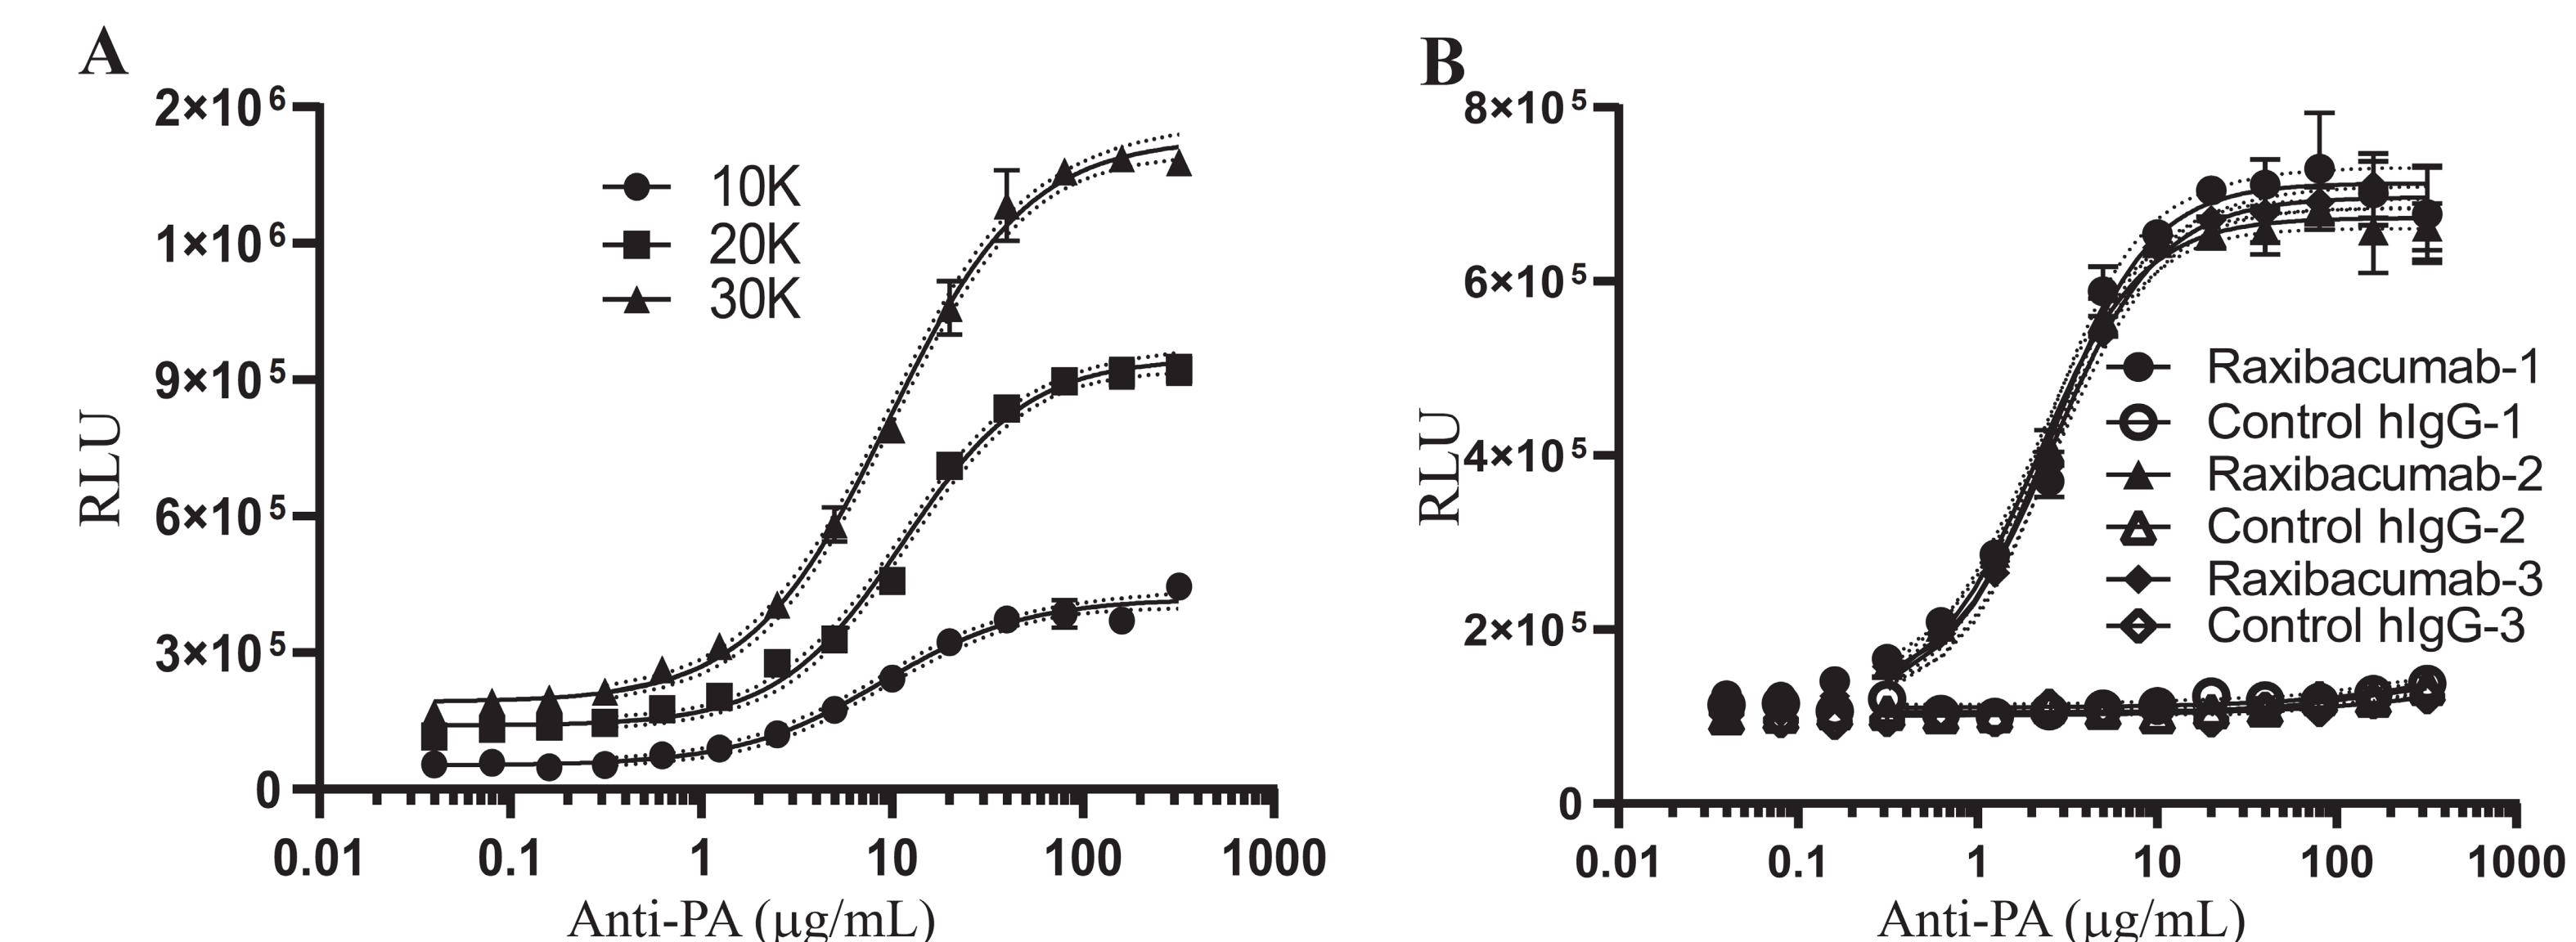 A
2×10⁶
1×10⁶
9×10⁵
6×10⁵
3×10⁵
0
RLU
10K
20K
30K
0.01 0.1 1 10 100 1000
Anti-PA (μg/mL)
B
8×10⁵
6×10⁵
4×10⁵
2×10⁵
0
RLU
Raxibacumab-1
Control hIgG-1
Raxibacumab-2
Control hIgG-2
Raxibacumab-3
Control hIgG-3
0.01 0.1 1 10 100 1000
Anti-PA (μg/mL)